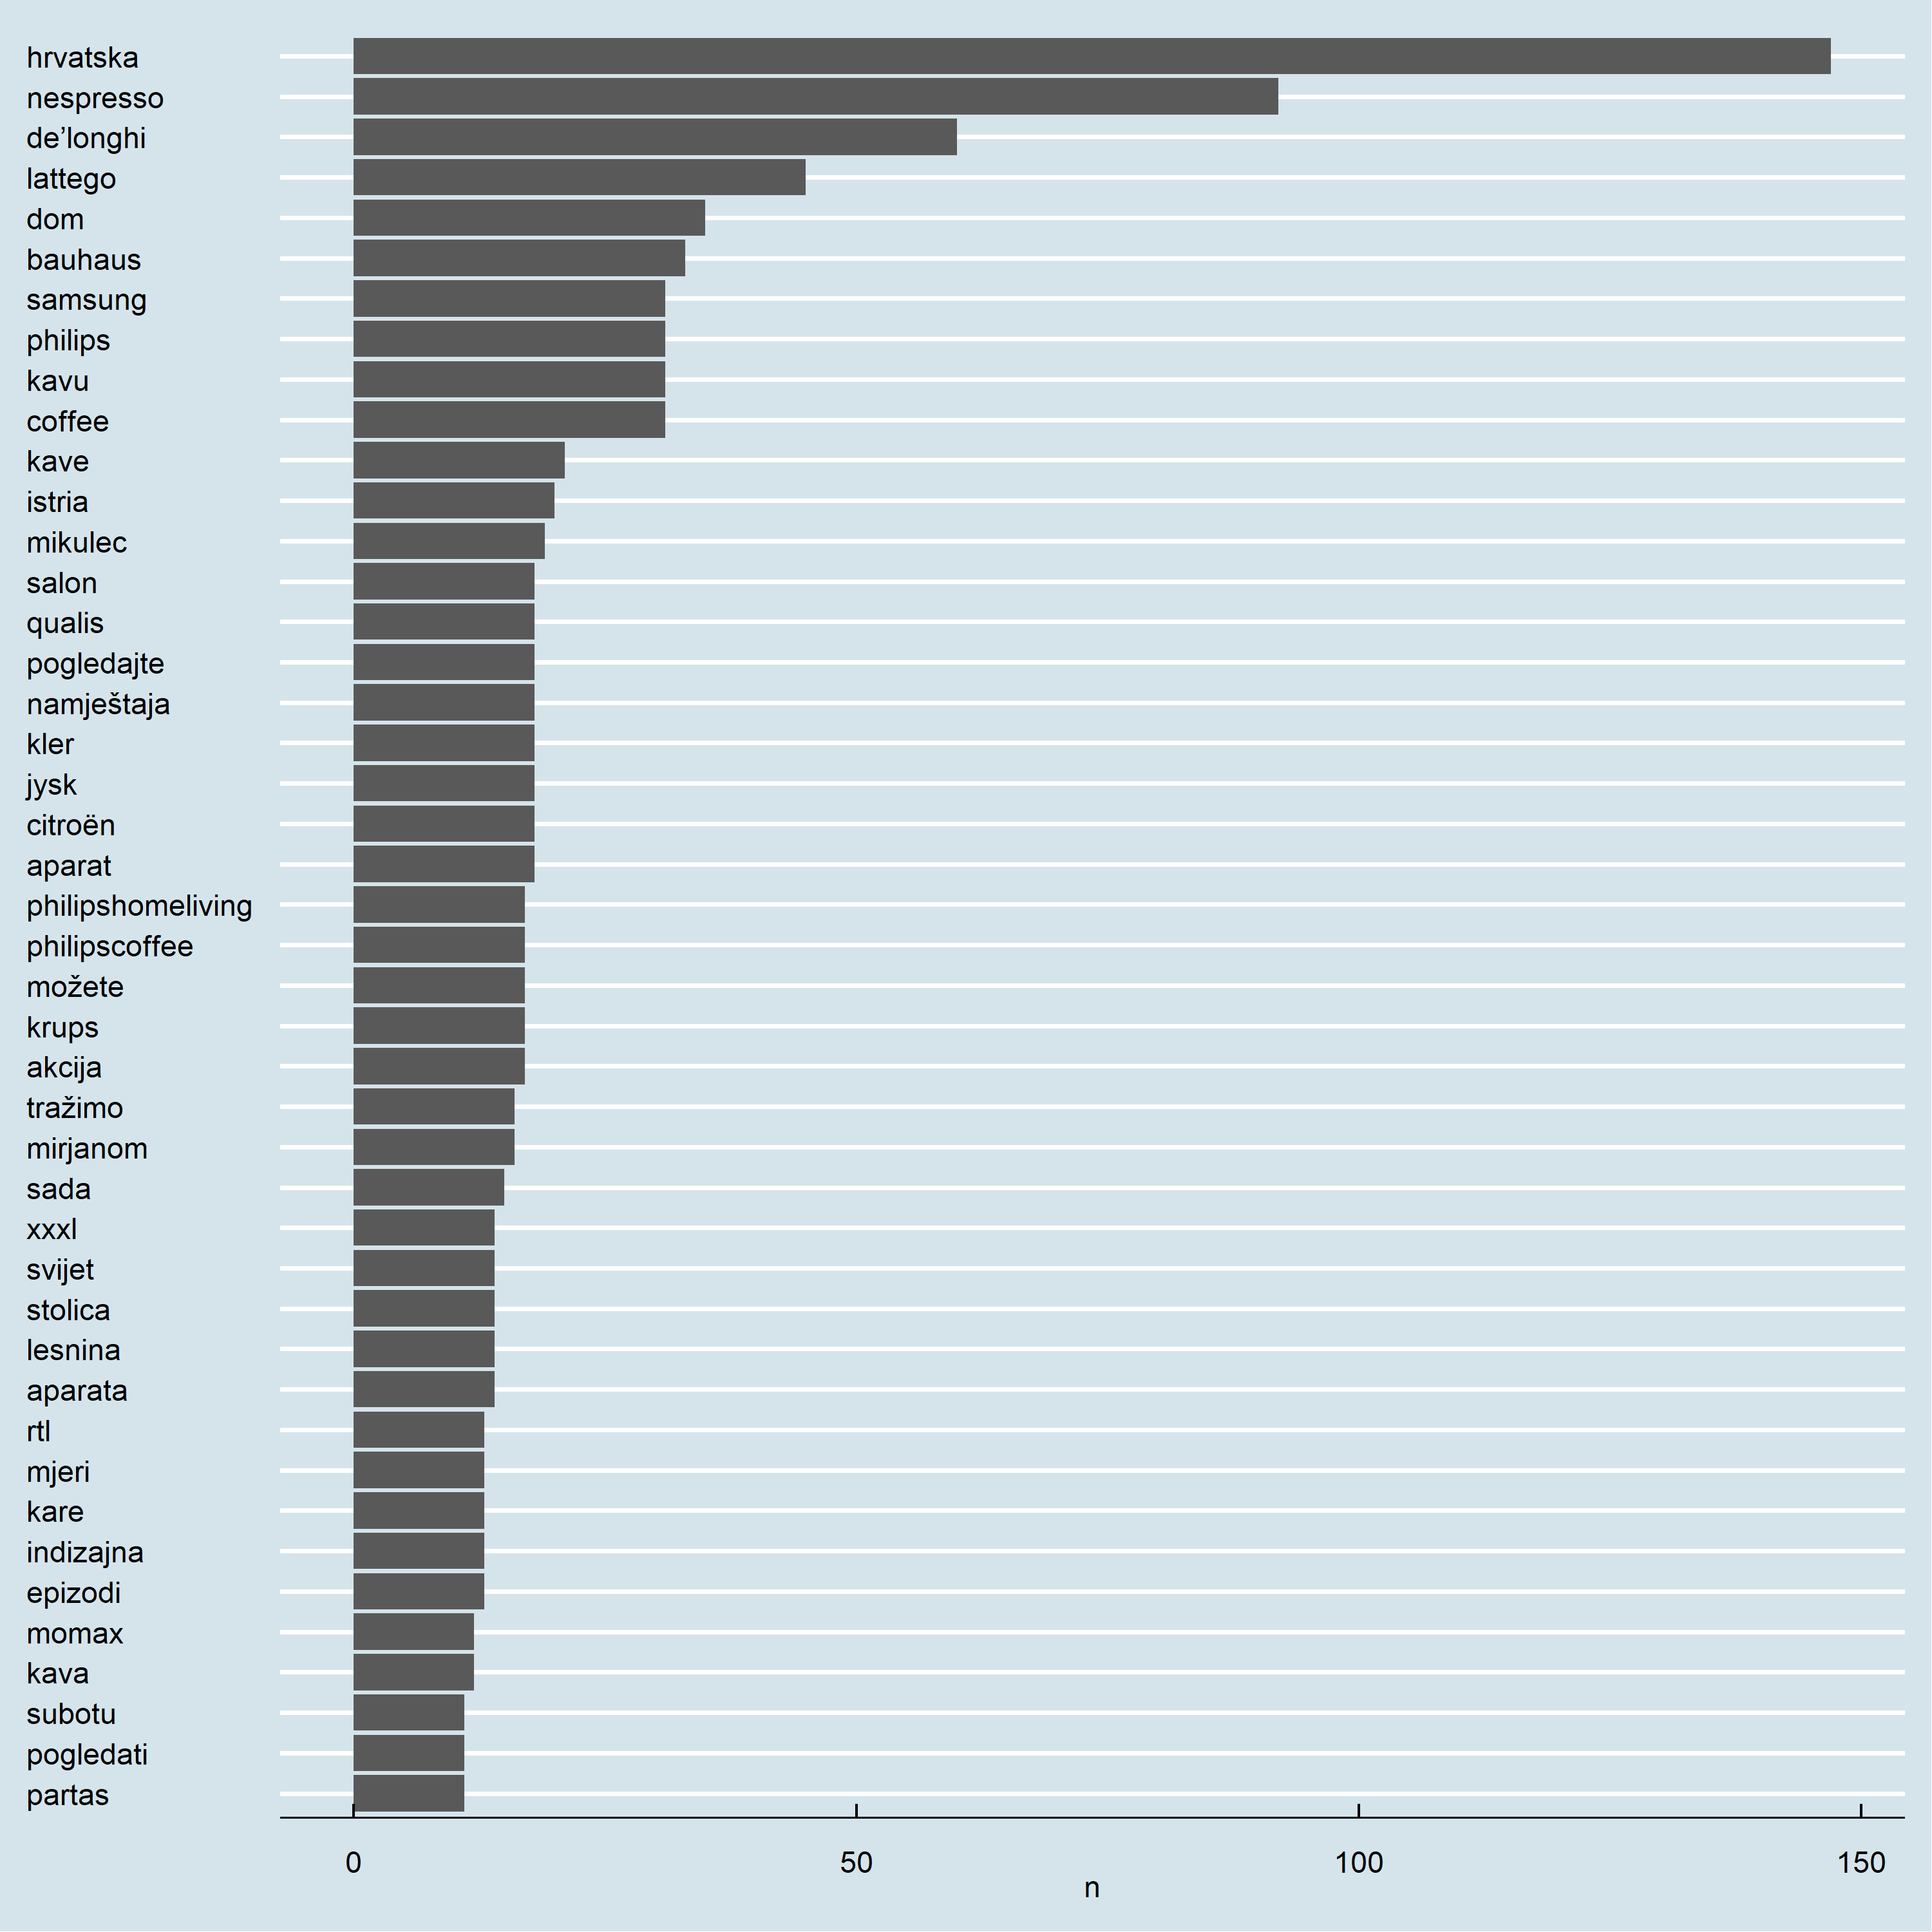 hrvatska
nespresso
de’longhi
lattego
dom
bauhaus
samsung
philips
kavu
coffee
kave
istria
mikulec
salon
qualis
pogledajte
namještaja
kler
jysk
citroën
aparat
philipshomeliving
philipscoffee
možete
krups
akcija
tražimo
mirjanom
sada
xxxl
svijet
stolica
lesnina
aparata
rtl
mjeri
kare
indizajna
epizodi
momax
kava
subotu
pogledati
partas
0 50 100 150
n